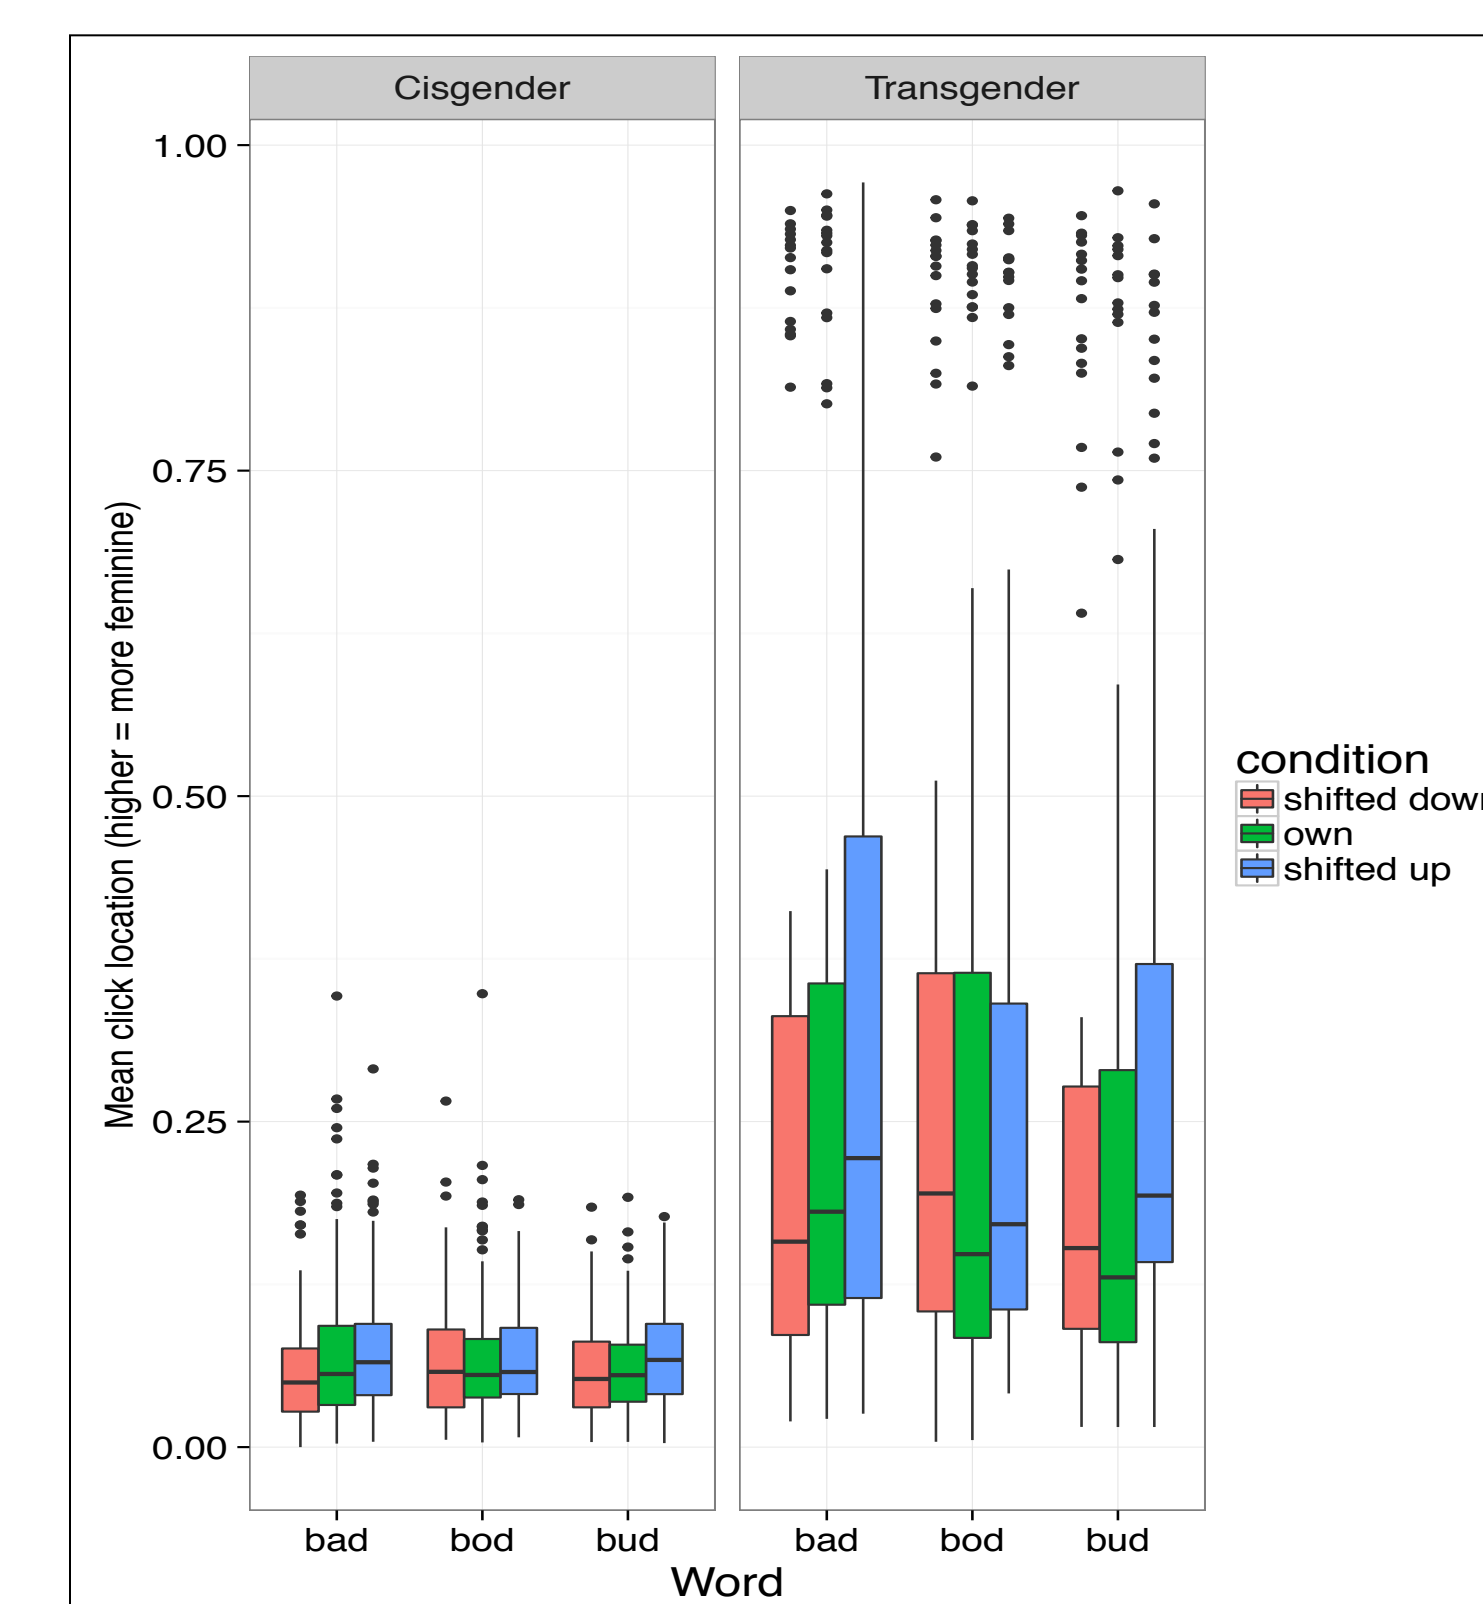 Cisgender
Transgender
1.00
0.75
0.50
0.25
0.00
Mean click location (higher = more feminine)
bad
bod
bud
bad
bod
bud
Word
condition
shifted dow
own
shifted up